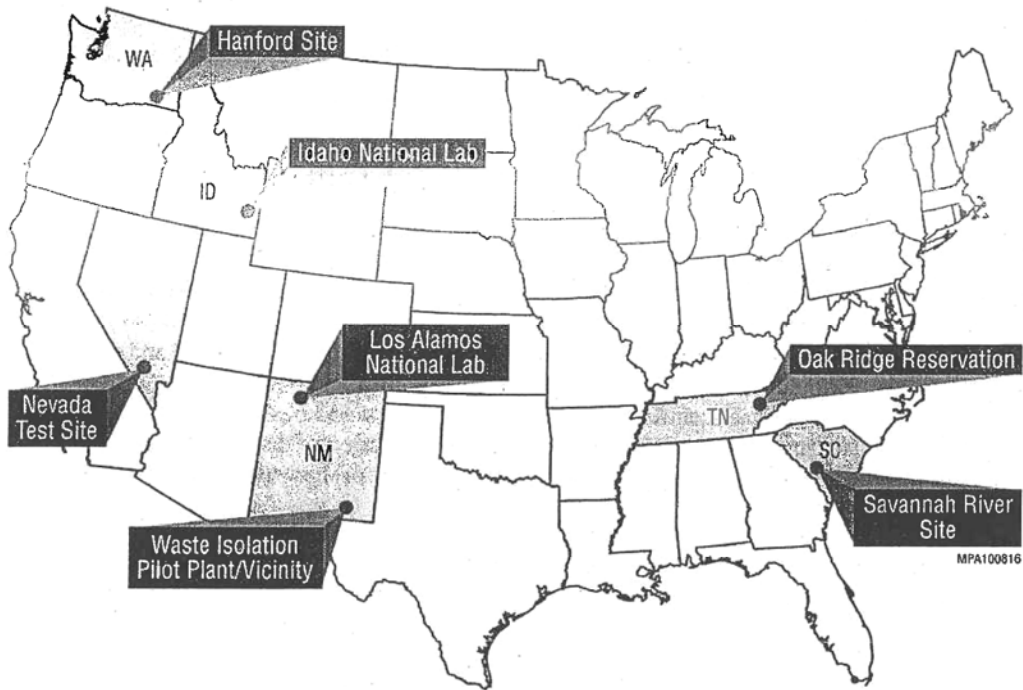 Hanford Site
WA
Idaho National Lab
ID
Los Alamos
National Lab
Oak Ridge Reservation
Nevada
Test Site
TN
NM
SC
Savannah River
Site
Waste Isolation
Pilot Plant/Vicinity
MPA100816